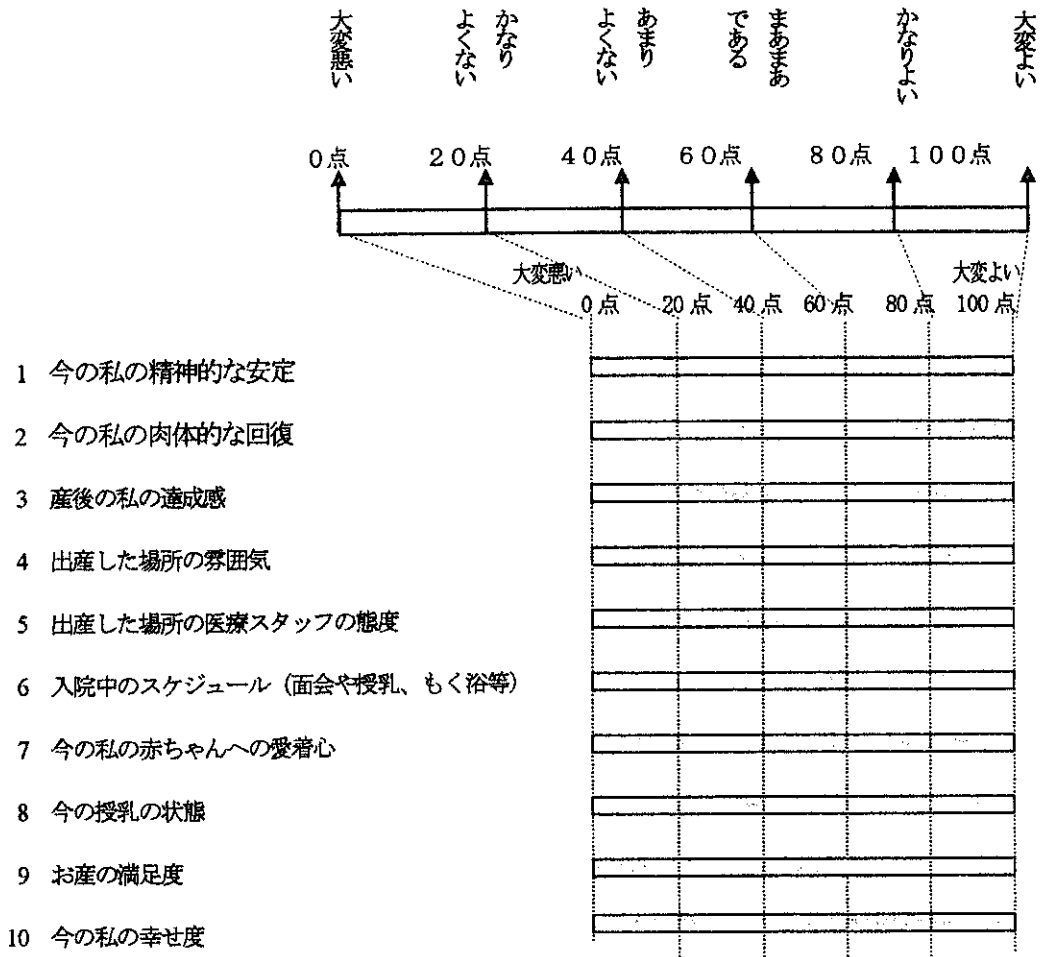 大変悪い
かなり
よくない
あまり
よくない
まあまあ
である
かなりよい
大変よい
0点 20点 40点 60点 80点 100点
大変悪い 大変よい
0点 20点 40点 60点 80点 100点
1 今の私の精神的な安定
2 今の私の肉体的な回復
3 産後の私の達成感
4 出産した場所の雰囲気
5 出産した場所の医療スタッフの態度
6 入院中のスケジュール（面会や授乳、もく浴等）
7 今の私の赤ちゃんへの愛着心
8 今の授乳の状態
9 お産の満足度
10 今の私の幸せ度